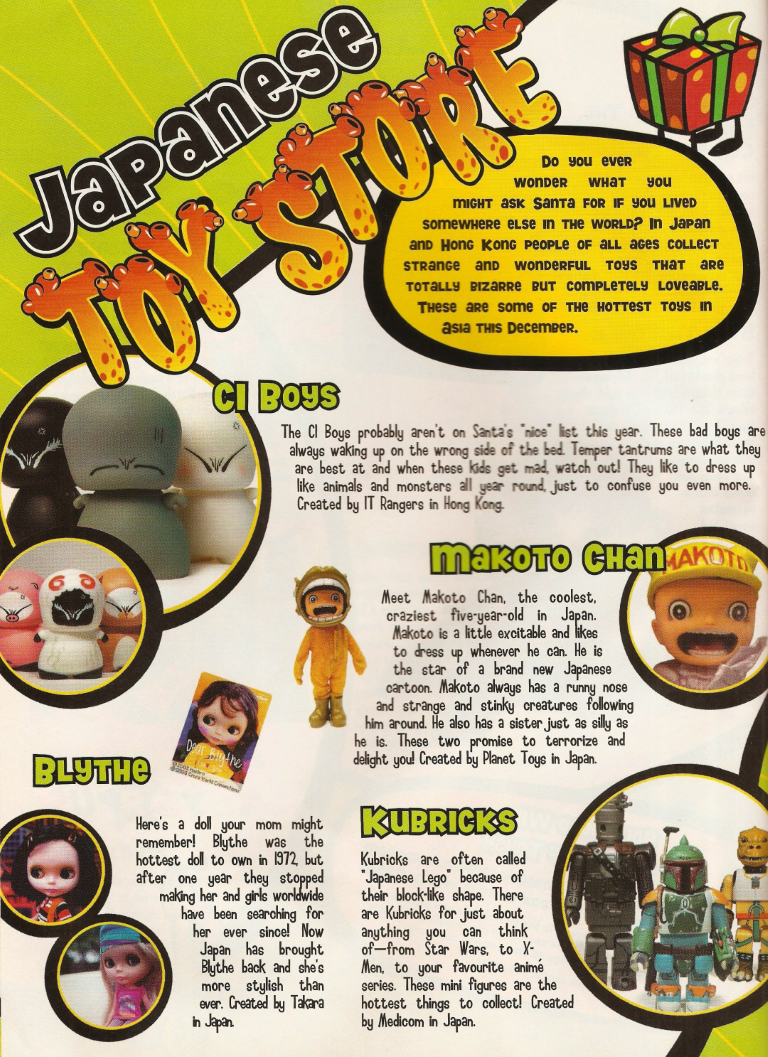 Japanese
TOY STORE
Do you ever
wonder what you
might ask Santa for if you lived
somewhere else in the world? In Japan
and Hong Kong people of all ages collect
strange and wonderful toys that are
totally bizarre but completely loveable.
These are some of the hottest toys in
Asia this December.
CI Boys
The CI Boys probably aren't on Santa's "nice" list this year. These bad boys are
always waking up on the wrong side of the bed. Temper tantrums are what they
are best at and when these kids get mad, watch out! They like to dress up
like animals and monsters all year round, just to confuse you even more.
Created by IT Rangers in Hong Kong.
Makoto Chan
MAKOTO
Meet Makoto Chan, the coolest,
craziest five-year-old in Japan.
Makoto is a little excitable and likes
to dress up whenever he can. He is
the star of a brand new Japanese
cartoon. Makoto always has a runny nose
and strange and stinky creatures following
him around. He also has a sister just as silly as
he is. These two promise to terrorize and
delight you! Created by Planet Toys in Japan.
Dear Blythe
Blythe
Here's a doll your mom might
remember! Blythe was the
hottest doll to own in 1972, but
after one year they stopped
making her and girls worldwide
have been searching for
her ever since! Now
Japan has brought
Blythe back and she's
more stylish than
ever. Created by Takara
in Japan.
Kubricks
Kubricks are often called
"Japanese Lego" because of
their block-like shape. There
are Kubricks for just about
anything you can think
of—from Star Wars, to X-
Men, to your favourite animé
series. These mini figures are the
hottest things to collect! Created
by Medicom in Japan.